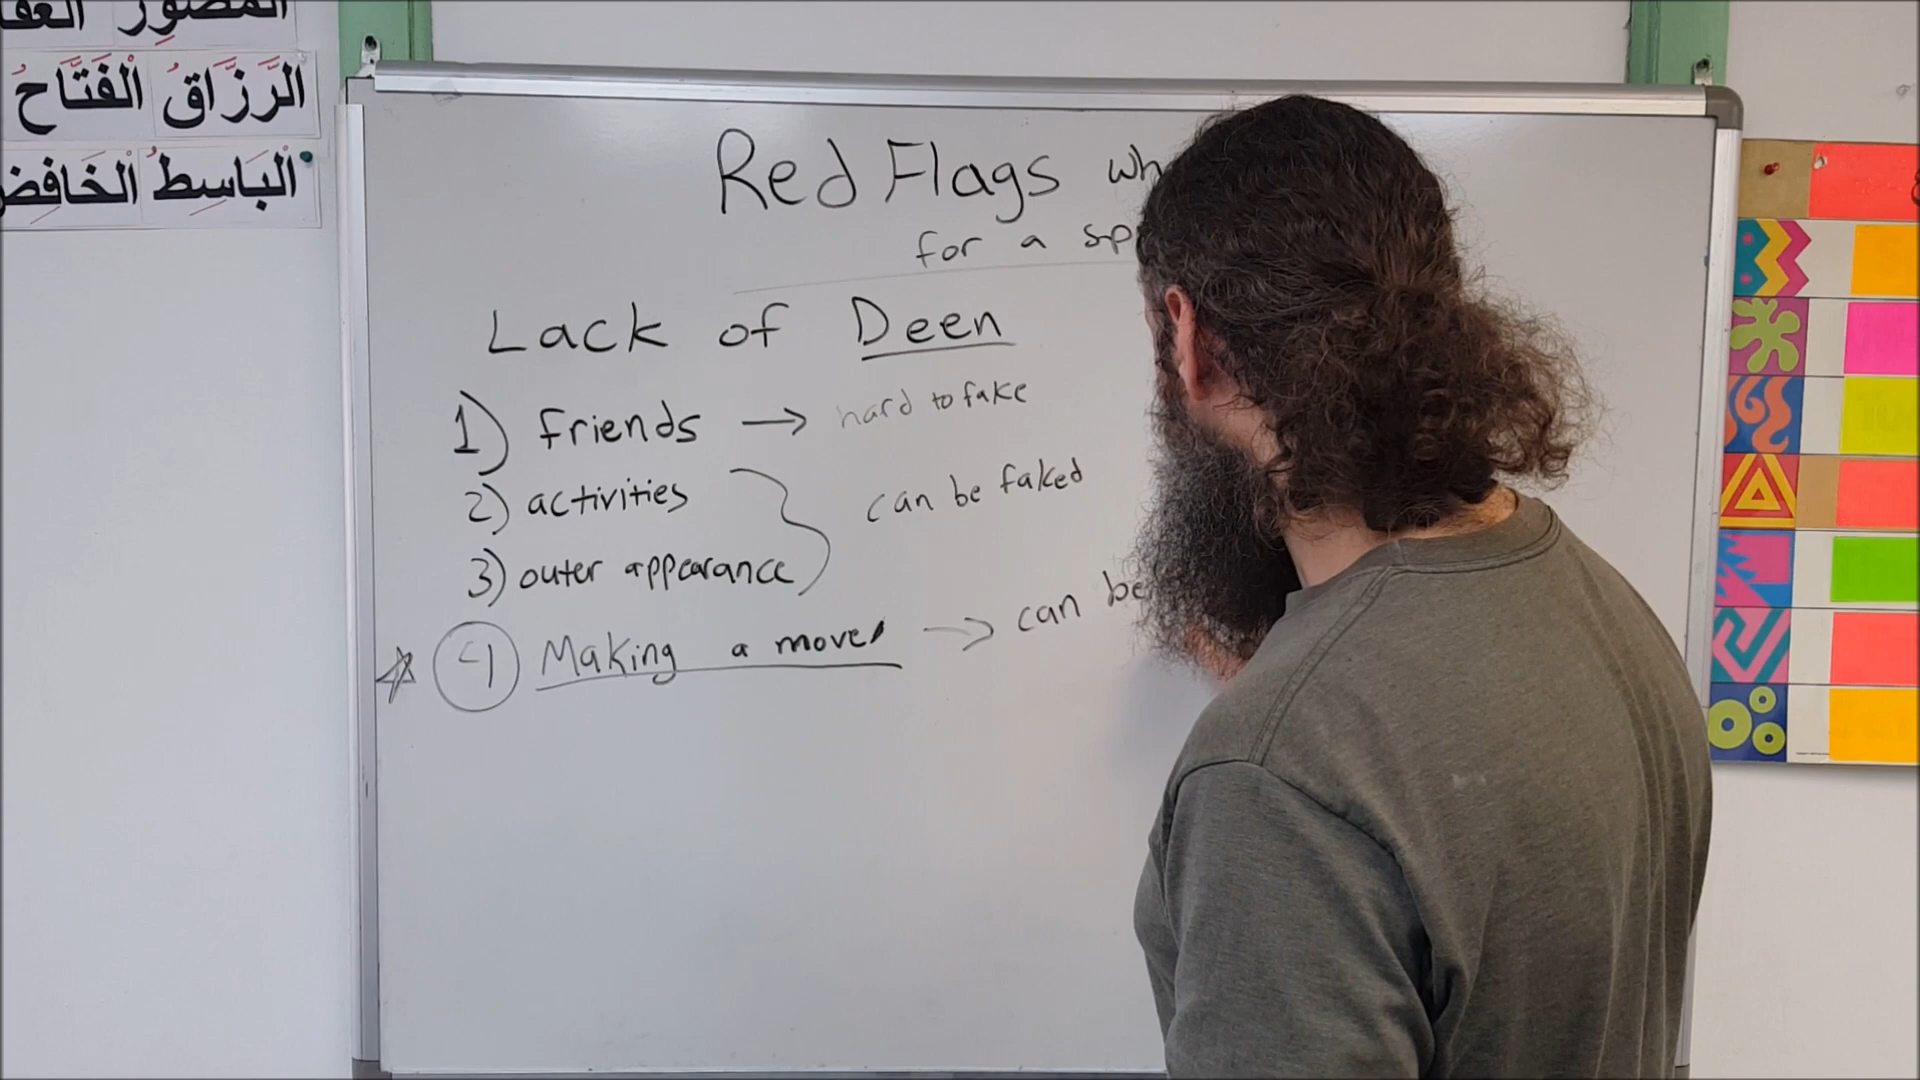 الرَّزَّاقُ الْفَتَّاحُ
الْبَاسِطُ الْخَافِضُ
Red Flags wh
for a sp
Lack of Deen
1) friends → hard to fake
2) activities
can be faked
3) outer appearance
4 Making a move → can be